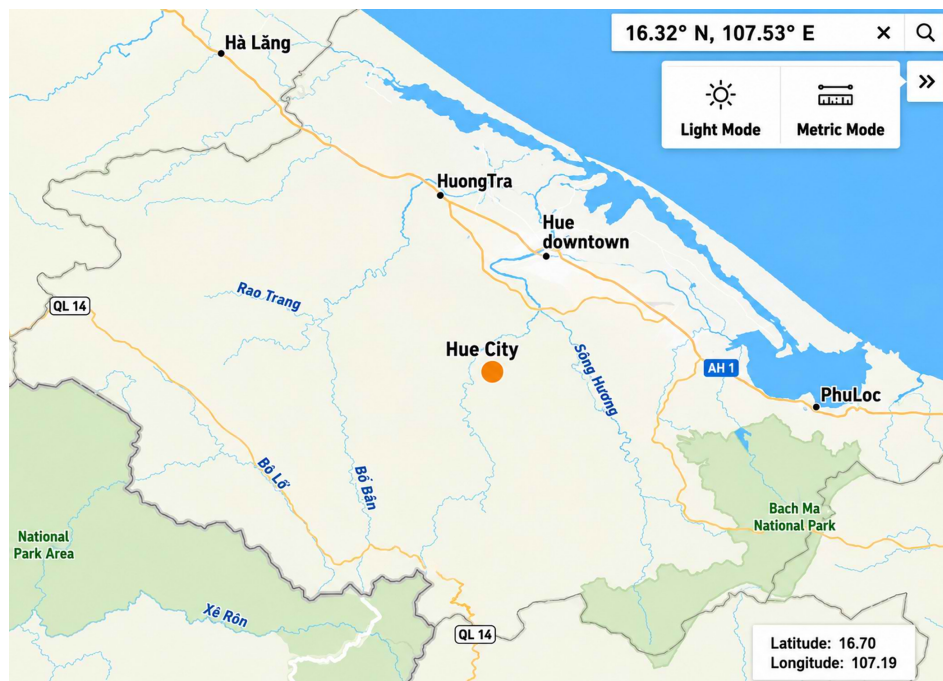 16.32° N, 107.53° E
Light Mode
Metric Mode
Hà Lăng
HuongTra
Hue
downtown
Rao Trang
QL 14
Hue City
Sông Hương
AH 1
PhuLoc
Bô Lố
Bồ Bân
Bach Ma
National Park
National
Park Area
Xê Rôn
QL 14
Latitude: 16.70
Longitude: 107.19